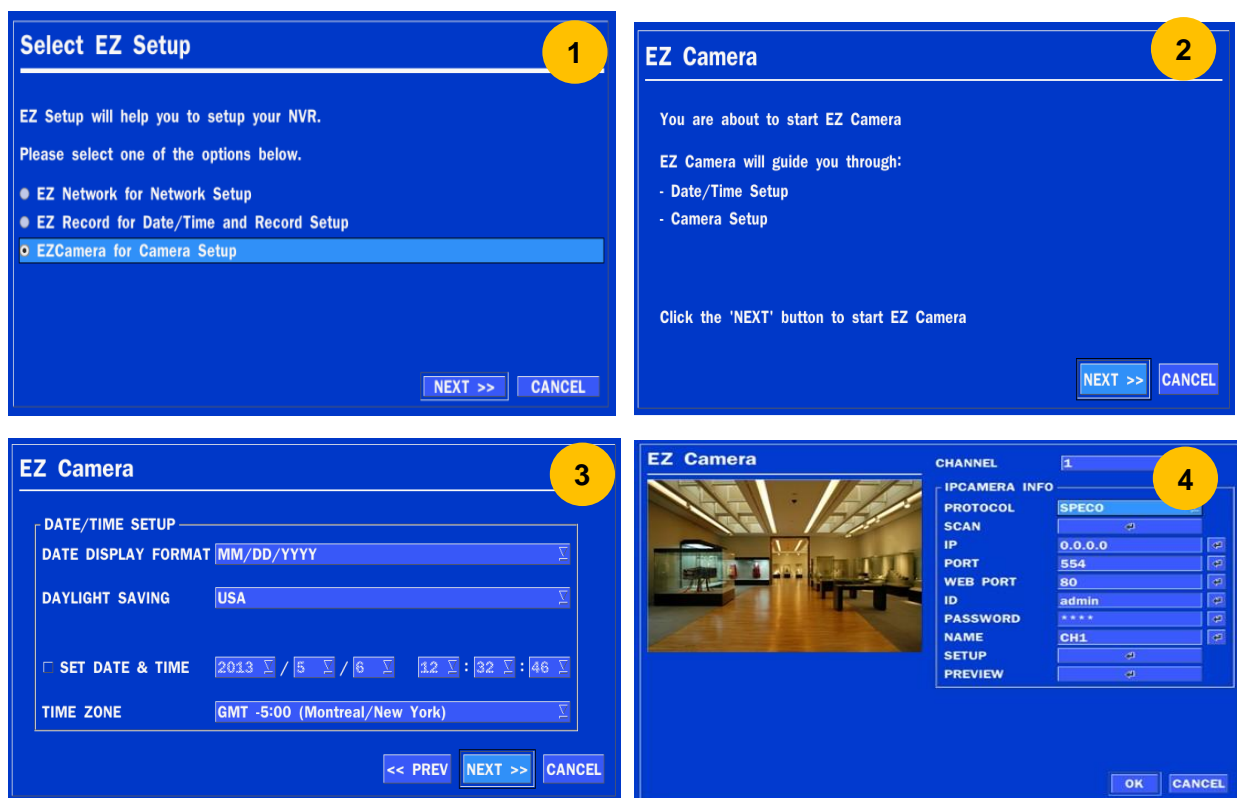 Select EZ Setup
1
EZ Setup will help you to setup your NVR.
Please select one of the options below.
EZ Network for Network Setup
EZ Record for Date/Time and Record Setup
EZCamera for Camera Setup
NEXT >> CANCEL
EZ Camera
2
You are about to start EZ Camera
EZ Camera will guide you through:
- Date/Time Setup
- Camera Setup
Click the 'NEXT' button to start EZ Camera
NEXT >> CANCEL
EZ Camera
3
DATE/TIME SETUP
DATE DISPLAY FORMAT MM/DD/YYYY
DAYLIGHT SAVING USA
SET DATE & TIME 2013 / 5 / 6 12 : 32 : 46
TIME ZONE GMT -5:00 (Montreal/New York)
<< PREV NEXT >> CANCEL
EZ Camera
4
CHANNEL 1
IPCAMERA INFO
PROTOCOL SPECO
SCAN
IP 0.0.0.0
PORT 554
WEB PORT 80
ID admin
PASSWORD ****
NAME CH1
SETUP
PREVIEW
OK CANCEL